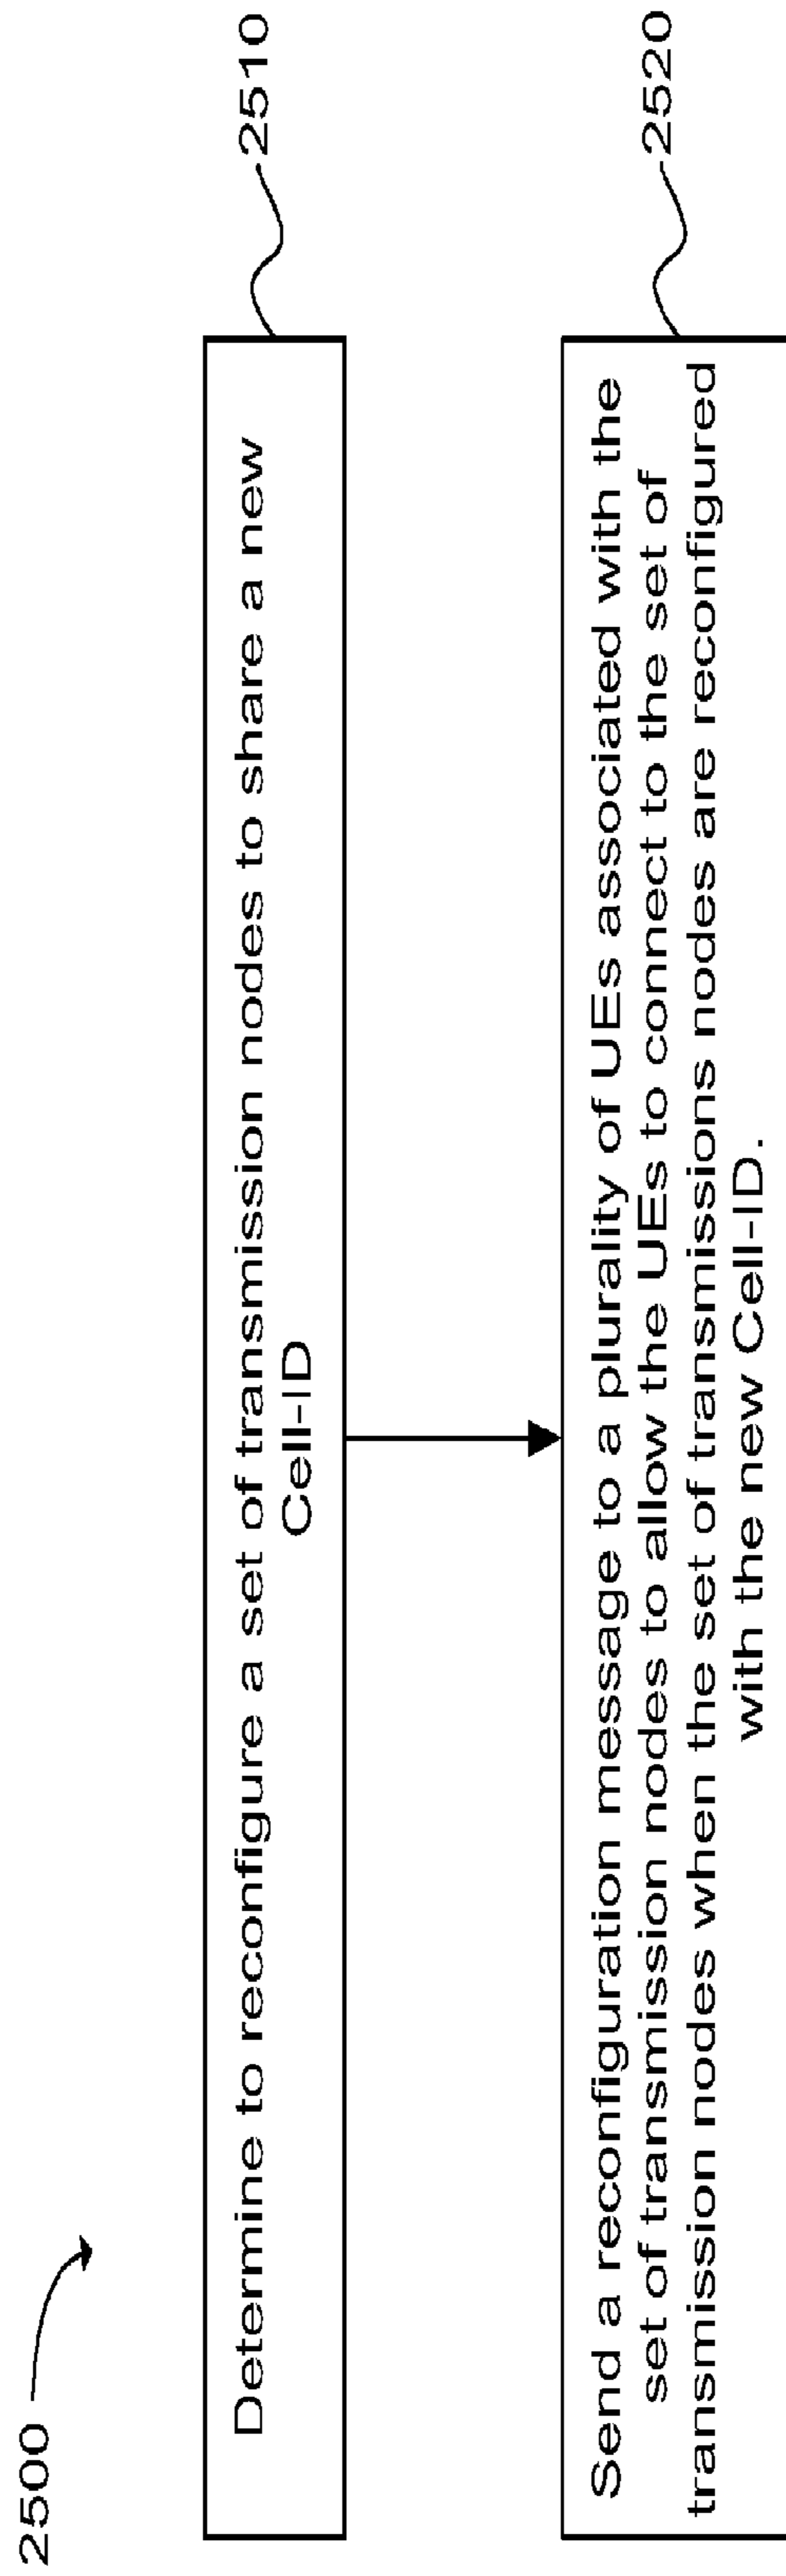 2500
Determine to reconfigure a set of transmission nodes to share a new
Cell-ID
2510
Send a reconfiguration message to a plurality of UEs associated with the
set of transmission nodes to allow the UEs to connect to the set of
transmission nodes when the set of transmissions nodes are reconfigured
with the new Cell-ID.
2520